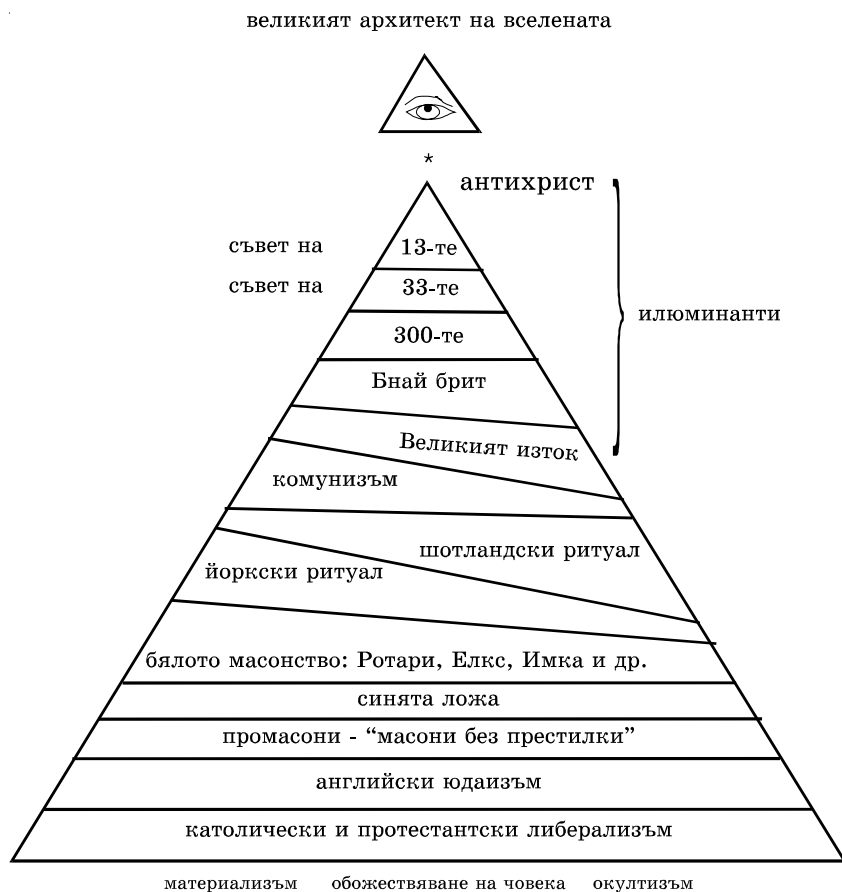 великият архитект на вселената
*
антихрист
съвет на 13-те
съвет на 33-те
300-те
илюминанти
Бнай брит
Великият изток
комунизъм
шотландски ритуал
йоркски ритуал
бялото масонство: Ротари, Елкс, Имка и др.
синята ложа
промасони - “масони без престилки”
английски юдаизъм
католически и протестантски либерализъм
материализъм обожествяване на човека окултизъм